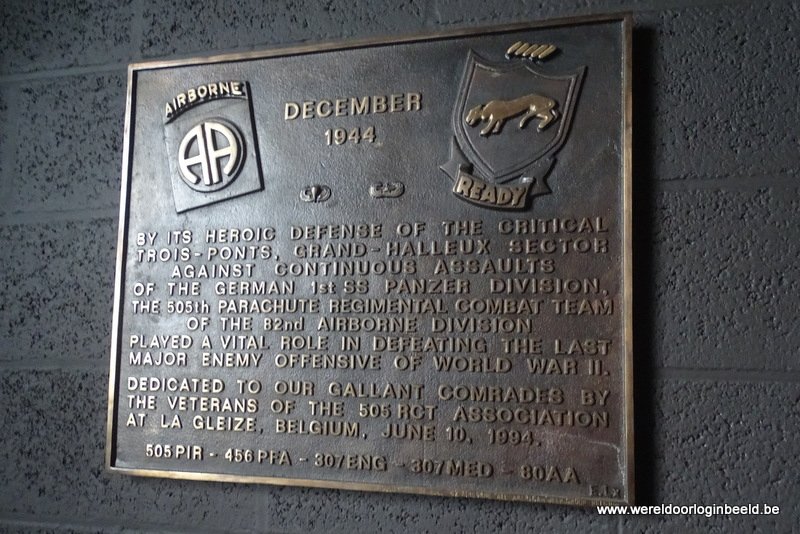 AIRBORNE
AA
DECEMBER
1944
READY
BY ITS HEROIC DEFENSE OF THE CRITICAL
TROIS-PONTS, GRAND-HALLEUX SECTOR
AGAINST CONTINUOUS ASSAULTS
OF THE GERMAN 1st SS PANZER DIVISION,
THE 505th PARACHUTE REGIMENTAL COMBAT TEAM
OF THE 82nd AIRBORNE DIVISION
PLAYED A VITAL ROLE IN DEFEATING THE LAST
MAJOR ENEMY OFFENSIVE OF WORLD WAR II.
DEDICATED TO OUR GALLANT COMRADES BY
THE VETERANS OF THE 505 RCT ASSOCIATION
AT LA GLEIZE, BELGIUM, JUNE 10, 1994.
505 PIR - 456 PFA - 307 ENG - 307 MED - 80 AA
www.wereldoorloginbeeld.be